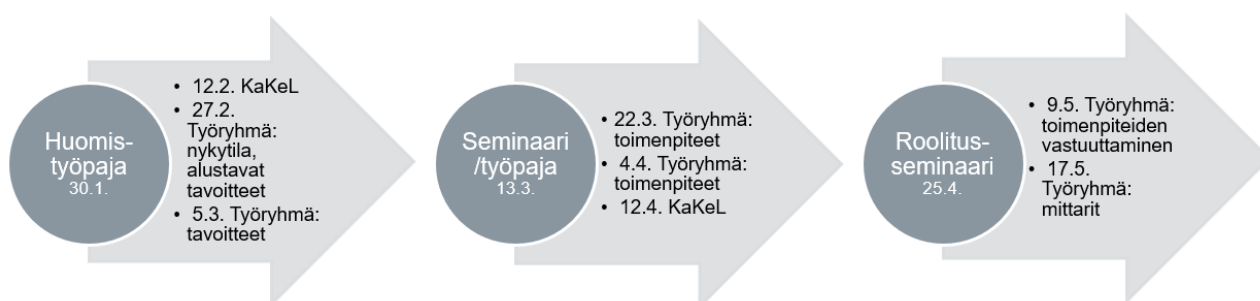 Huomis-
työpaja
30.1.
• 12.2. KaKeL
• 27.2.
Työryhmä:
nykytila,
alustavat
tavoitteet
• 5.3. Työryhmä:
tavoitteet
Seminaari
/työpaja
13.3.
• 22.3. Työryhmä:
toimenpiteet
• 4.4. Työryhmä:
toimenpiteet
• 12.4. KaKeL
Roolitus-
seminaari
25.4.
• 9.5. Työryhmä:
toimenpiteiden
vastuuttaminen
• 17.5.
Työryhmä:
mittarit